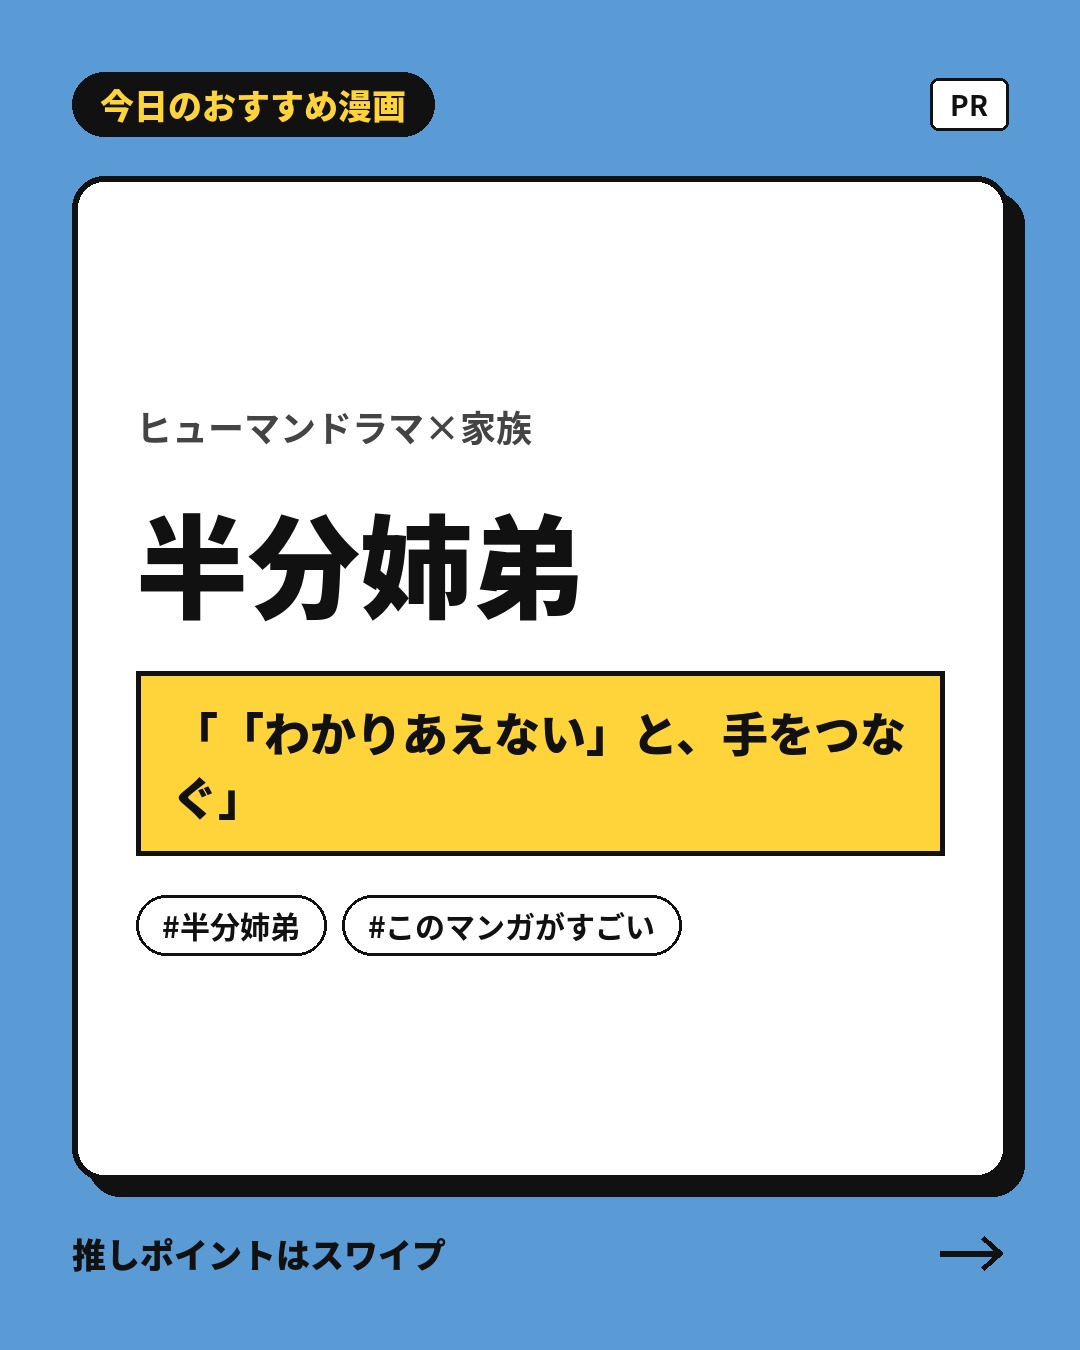 今日のおすすめ漫画
PR
ヒューマンドラマ×家族
半分姉弟
「「わかりあえない」と、手をつな
ぐ」
#半分姉弟 #このマンガがすごい
推しポイントはスワイプ →